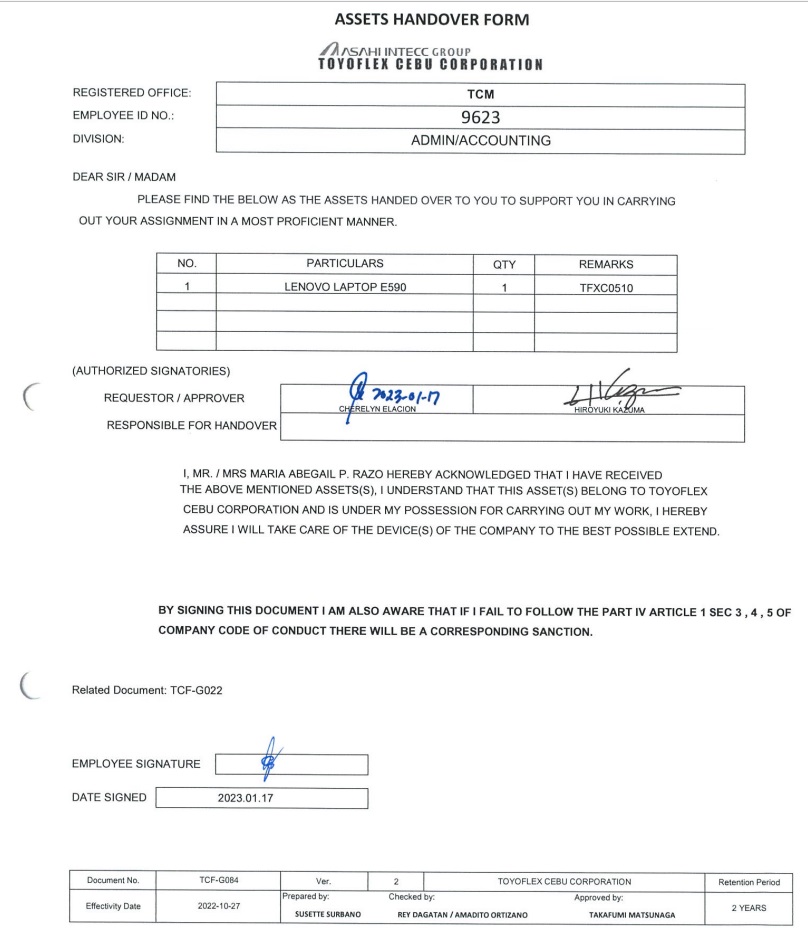 ASSETS HANDOVER FORM
ASAHI INTECC GROUP
TOYOFLEX CEBU CORPORATION
REGISTERED OFFICE: TCM
EMPLOYEE ID NO.: 9623
DIVISION: ADMIN/ACCOUNTING
DEAR SIR / MADAM
PLEASE FIND THE BELOW AS THE ASSETS HANDED OVER TO YOU TO SUPPORT YOU IN CARRYING
OUT YOUR ASSIGNMENT IN A MOST PROFICIENT MANNER.
NO. PARTICULARS QTY REMARKS
1 LENOVO LAPTOP E590 1 TFXC0510
(AUTHORIZED SIGNATORIES)
REQUESTOR / APPROVER 2023-01-17
CHERELYN ELACION HIROYUKI KAZUMA
RESPONSIBLE FOR HANDOVER
I, MR. / MRS MARIA ABEGAIL P. RAZO HEREBY ACKNOWLEDGED THAT I HAVE RECEIVED
THE ABOVE MENTIONED ASSETS(S), I UNDERSTAND THAT THIS ASSET(S) BELONG TO TOYOFLEX
CEBU CORPORATION AND IS UNDER MY POSSESSION FOR CARRYING OUT MY WORK, I HEREBY
ASSURE I WILL TAKE CARE OF THE DEVICE(S) OF THE COMPANY TO THE BEST POSSIBLE EXTEND.
BY SIGNING THIS DOCUMENT I AM ALSO AWARE THAT IF I FAIL TO FOLLOW THE PART IV ARTICLE 1 SEC 3 , 4 , 5 OF
COMPANY CODE OF CONDUCT THERE WILL BE A CORRESPONDING SANCTION.
Related Document: TCF-G022
EMPLOYEE SIGNATURE
DATE SIGNED 2023.01.17
Document No. TCF-G084 Ver. 2 TOYOFLEX CEBU CORPORATION Retention Period
Effectivity Date 2022-10-27 Prepared by: Checked by: Approved by: 2 YEARS
SUSETTE SURBANO REY DAGATAN / AMADITO ORTIZANO TAKAFUMI MATSUNAGA